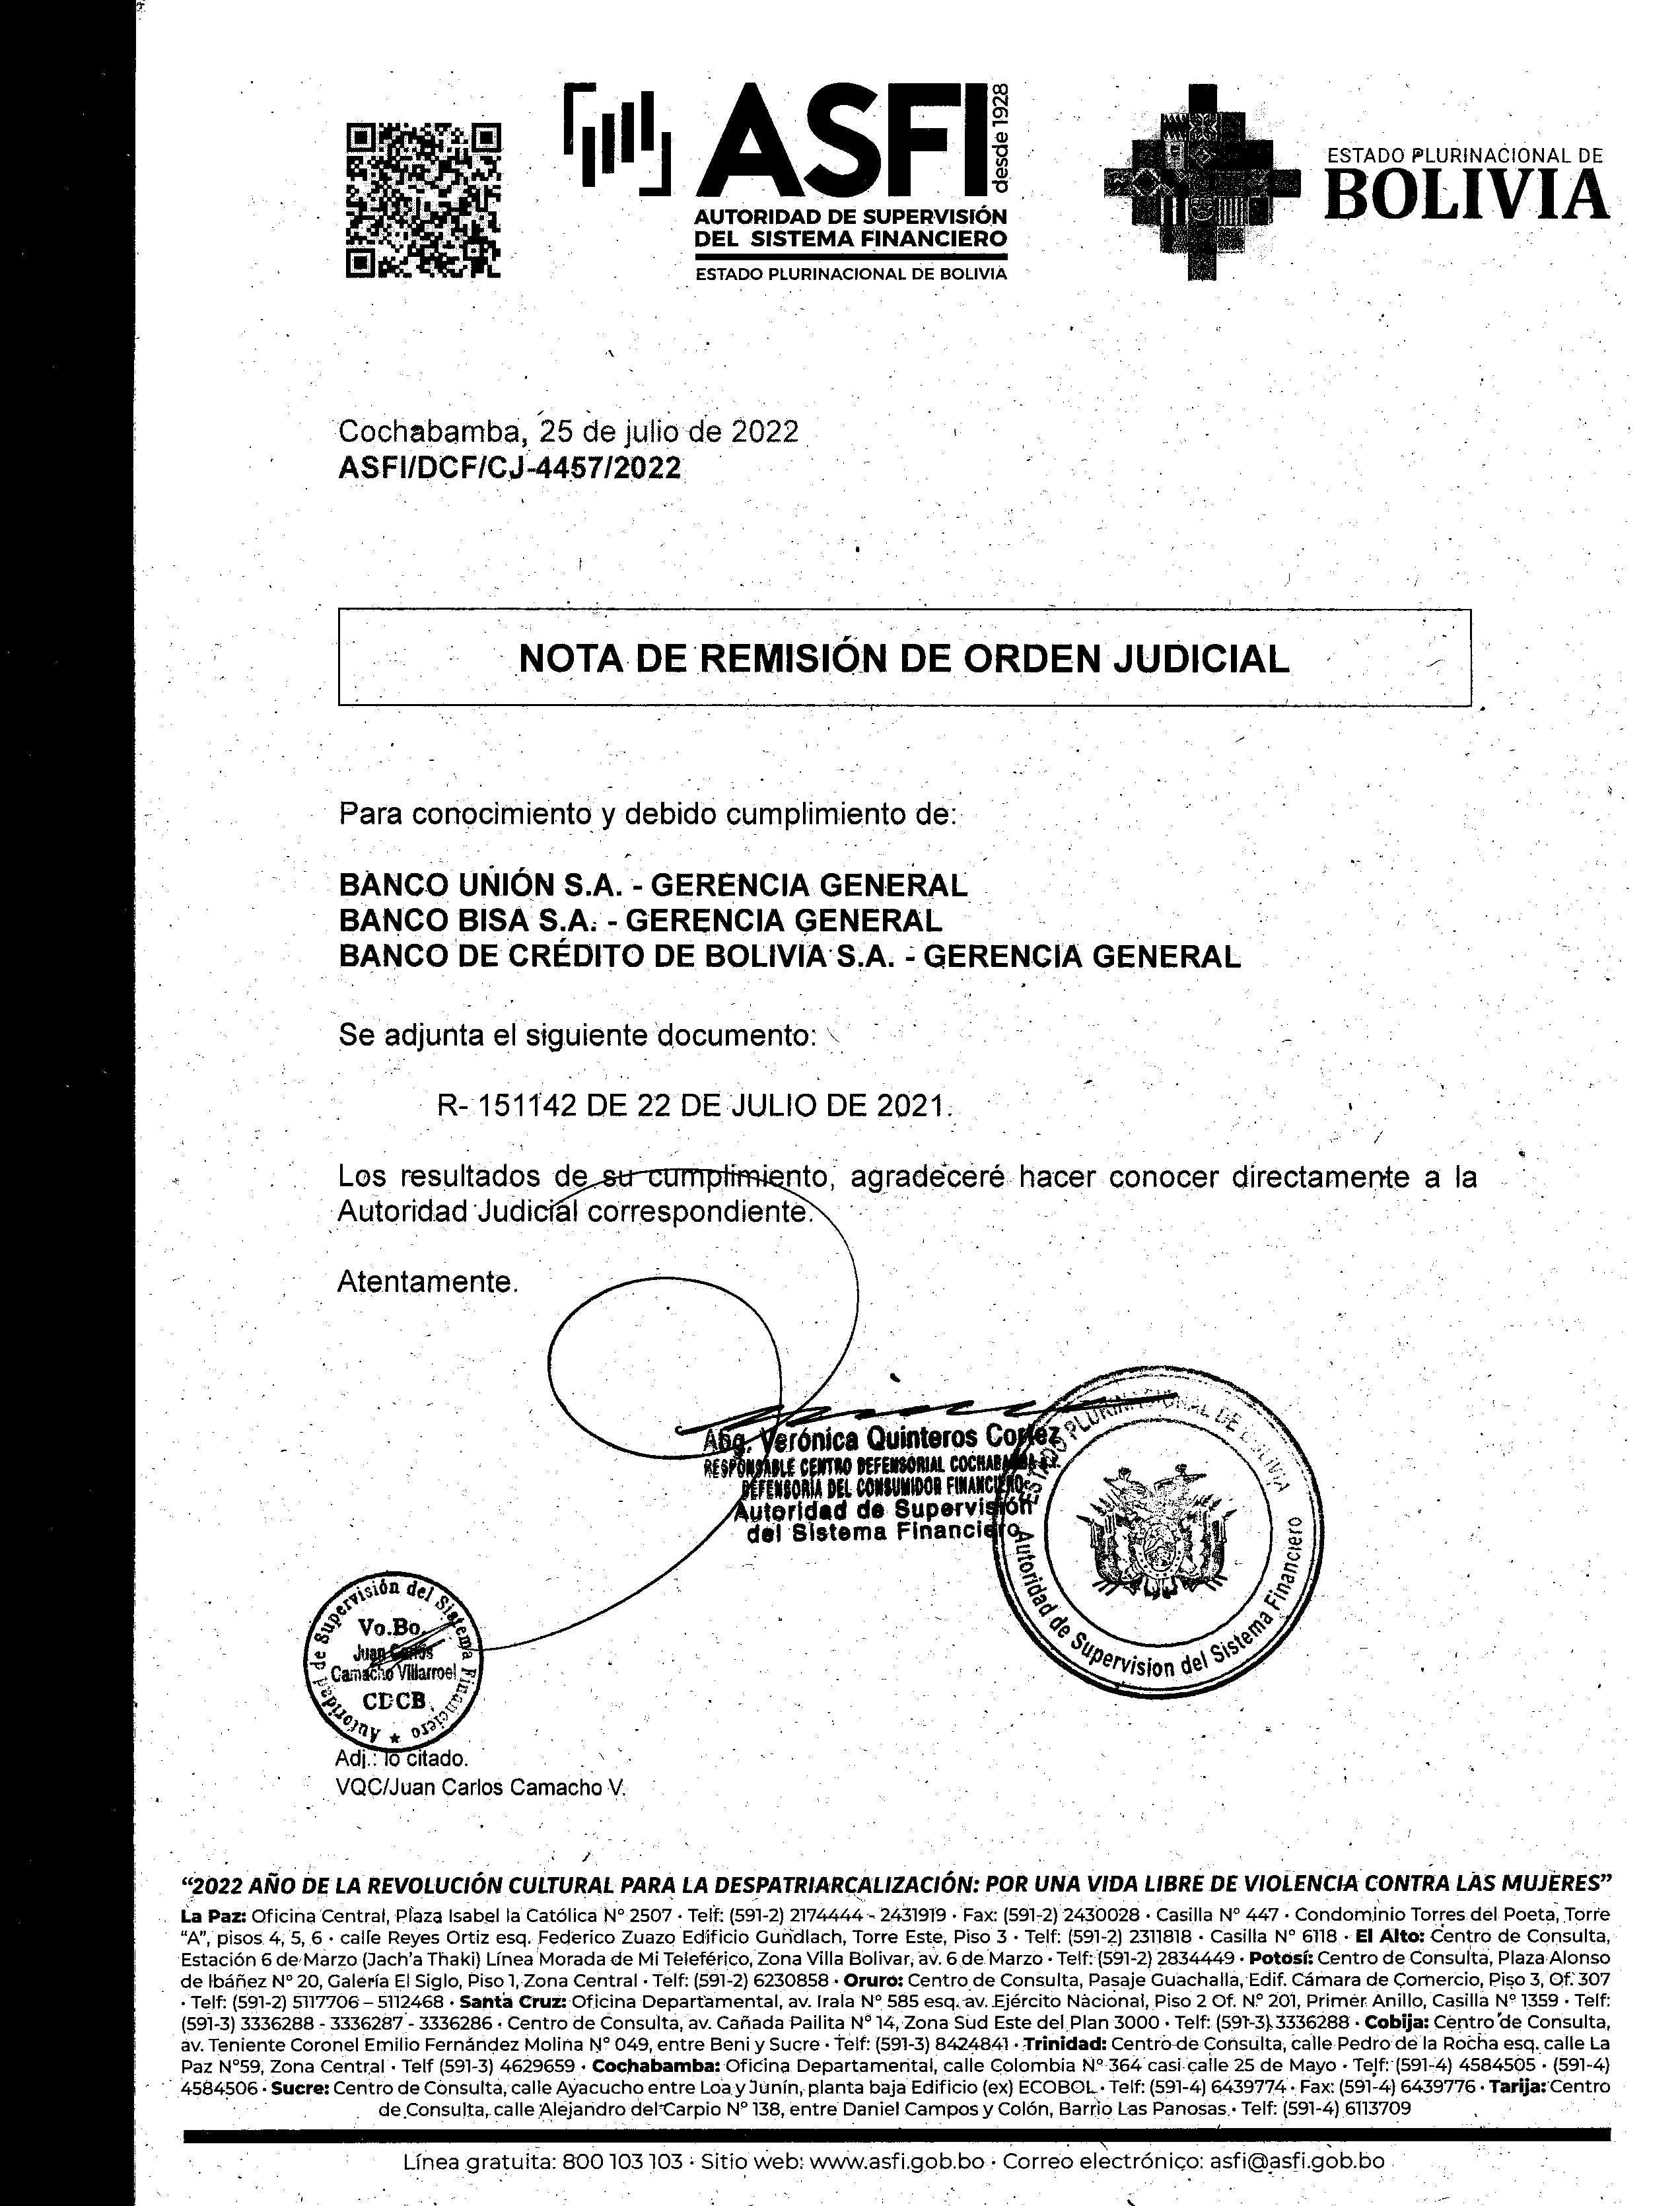 ASFI
desde 1928
AUTORIDAD DE SUPERVISIÓN
DEL SISTEMA FINANCIERO
ESTADO PLURINACIONAL DE BOLIVIA
ESTADO PLURINACIONAL DE
BOLIVIA
Cochabamba, 25 de julio de 2022
ASFI/DCF/CJ-4457/2022
NOTA DE REMISIÓN DE ORDEN JUDICIAL
Para conocimiento y debido cumplimiento de:
BANCO UNIÓN S.A. - GERENCIA GENERAL
BANCO BISA S.A. - GERENCIA GENERAL
BANCO DE CRÉDITO DE BOLIVIA S.A. - GERENCIA GENERAL
Se adjunta el siguiente documento:
R- 151142 DE 22 DE JULIO DE 2021.
Los resultados de su cumplimiento, agradeceré hacer conocer directamente a la
Autoridad Judicial correspondiente.
Atentamente.
Abg. Verónica Quinteros Cortez
RESPONSABLE CENTRO DEFENSORIAL COCHABAMBA
DEFENSORÍA DEL CONSUMIDOR FINANCIERO
Autoridad de Supervisión
del Sistema Financiero
ESTADO PLURINACIONAL DE BOLIVIA
Autoridad de Supervision del Sistema Financiero
Autoridad de Supervisión del Sistema Financiero
Vo.Bo.
Juan Carlos
Camacho Villarroel
CDCB
Adj.: lo citado.
VQC/Juan Carlos Camacho V.
“2022 AÑO DE LA REVOLUCIÓN CULTURAL PARA LA DESPATRIARCALIZACIÓN: POR UNA VIDA LIBRE DE VIOLENCIA CONTRA LAS MUJERES”
La Paz: Oficina Central, Plaza Isabel la Católica N° 2507 · Telf: (591-2) 2174444 - 2431919 · Fax: (591-2) 2430028 · Casilla N° 447 · Condominio Torres del Poeta, Torre
“A”, pisos 4, 5, 6 · calle Reyes Ortiz esq. Federico Zuazo Edificio Gundlach, Torre Este, Piso 3 · Telf: (591-2) 2311818 · Casilla N° 6118 · El Alto: Centro de Consulta,
Estación 6 de Marzo (Jach’a Thaki) Línea Morada de Mi Teleférico, Zona Villa Bolivar, av. 6 de Marzo · Telf: (591-2) 2834449 · Potosí: Centro de Consulta, Plaza Alonso
de Ibáñez N° 20, Galería El Siglo, Piso 1, Zona Central · Telf: (591-2) 6230858 · Oruro: Centro de Consulta, Pasaje Guachalla, Edif. Cámara de Comercio, Piso 3, Of. 307
· Telf: (591-2) 5117706 – 5112468 · Santa Cruz: Oficina Departamental, av. Irala N° 585 esq. av. Ejército Nacional, Piso 2 Of. N° 201, Primer Anillo, Casilla N° 1359 · Telf:
(591-3) 3336288 - 3336287 - 3336286 · Centro de Consulta, av. Cañada Pailita N° 14, Zona Sud Este del Plan 3000 · Telf: (591-3) 3336288 · Cobija: Centro de Consulta,
av. Teniente Coronel Emilio Fernández Molina N° 049, entre Beni y Sucre · Telf: (591-3) 8424841 · Trinidad: Centro de Consulta, calle Pedro de la Rocha esq. calle La
Paz N°59, Zona Central · Telf (591-3) 4629659 · Cochabamba: Oficina Departamental, calle Colombia N° 364 casi calle 25 de Mayo · Telf: (591-4) 4584505 · (591-4)
4584506 · Sucre: Centro de Consulta, calle Ayacucho entre Loa y Junín, planta baja Edificio (ex) ECOBOL · Telf: (591-4) 6439774 · Fax: (591-4) 6439776 · Tarija: Centro
de Consulta, calle Alejandro del Carpio N° 138, entre Daniel Campos y Colón, Barrio Las Panosas · Telf: (591-4) 6113709
Línea gratuita: 800 103 103 · Sitio web: www.asfi.gob.bo · Correo electrónico: asfi@asfi.gob.bo